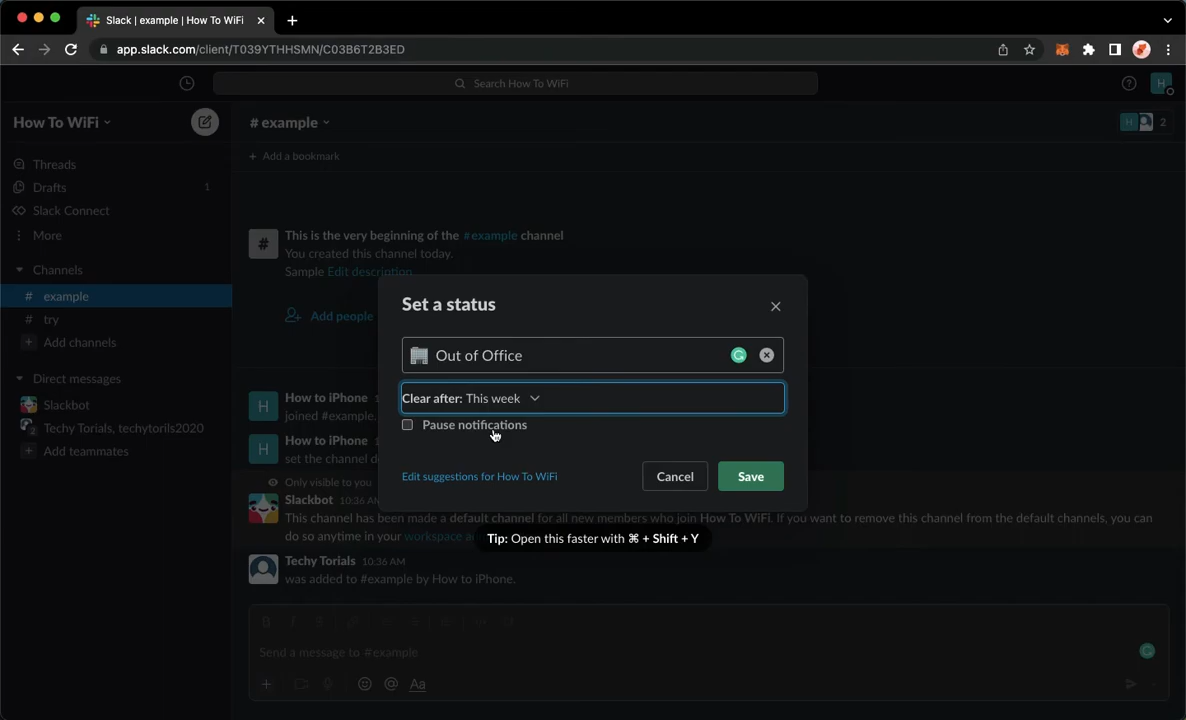 Slack | example | How To WiFi
app.slack.com/client/T039YTHHSMN/C03B6T2B3ED
Search How To WiFi
H
How To WiFi
# example
H 2
Threads
+ Add a bookmark
Drafts 1
Slack Connect
More
This is the very beginning of the #example channel
You created this channel today.
Sample Edit description
Channels
# example
# try
Add people
+ Add channels
Set a status
Out of Office
Clear after: This week
Pause notifications
Edit suggestions for How To WiFi
Cancel
Save
Direct messages
Slackbot
2 Techy Torials, techytorils2020
+ Add teammates
H How to iPhone
joined #example.
H How to iPhone
set the channel d
Only visible to you
Slackbot 10:36 AM
This channel has been made a default channel for all new members who join How To WiFi. If you want to remove this channel from the default channels, you can
do so anytime in your workspace
Tip: Open this faster with ⌘ + Shift + Y
Techy Torials 10:36 AM
was added to #example by How to iPhone.
B I S
Send a message to #example
+ @ Aa